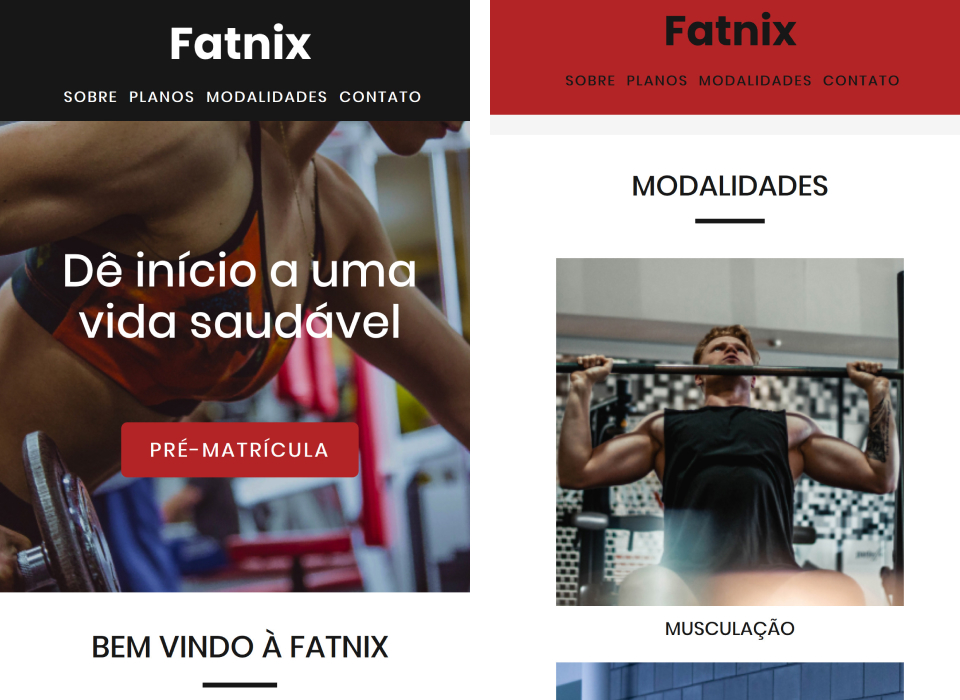 Fatnix
SOBRE PLANOS MODALIDADES CONTATO
Dê início a uma
vida saudável
PRÉ-MATRÍCULA
BEM VINDO À FATNIX
Fatnix
SOBRE PLANOS MODALIDADES CONTATO
MODALIDADES
MUSCULAÇÃO